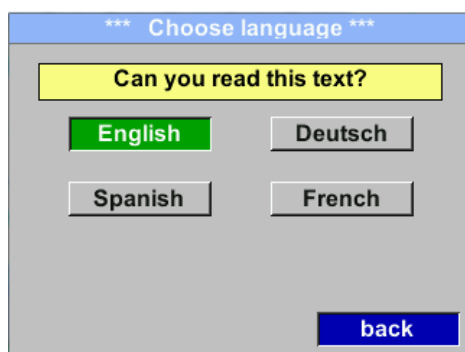 *** Choose language ***
Can you read this text?
English Deutsch
Spanish French
back